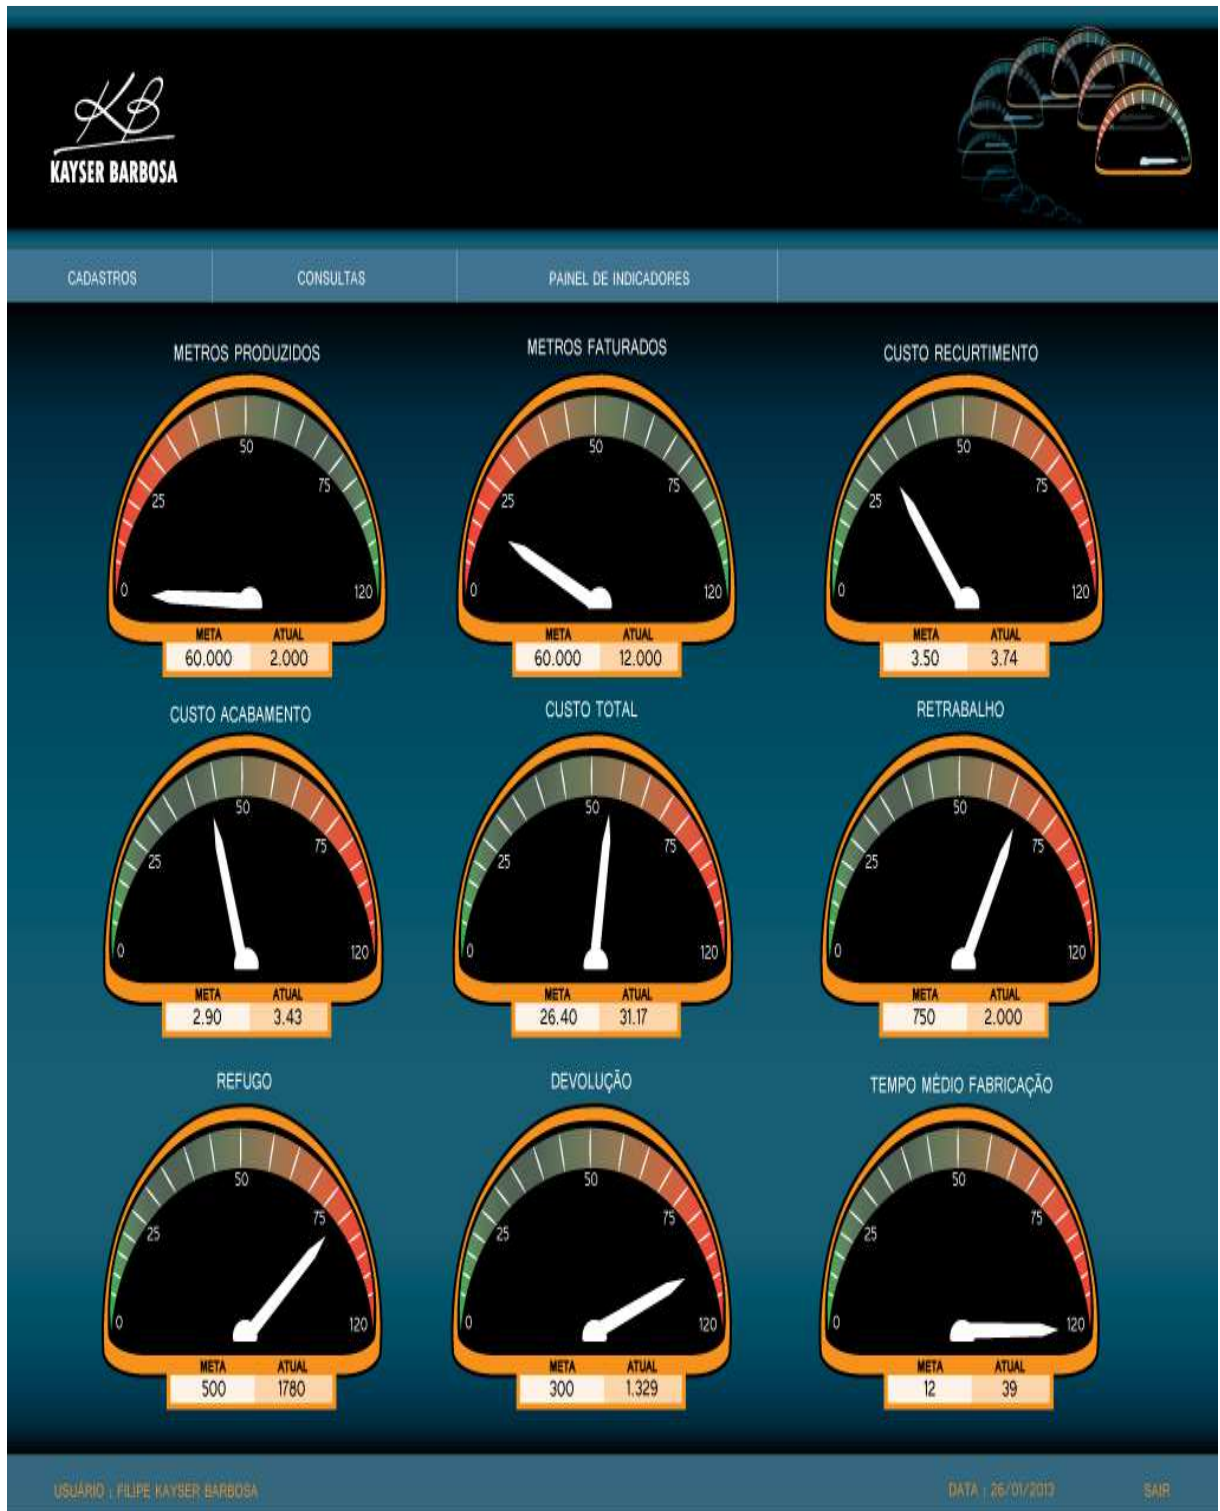 KB
KAYSER BARBOSA
CADASTROS CONSULTAS PAINEL DE INDICADORES
METROS PRODUZIDOS METROS FATURADOS CUSTO RECURTIMENTO
50 50 50
25 75 25 75 25 75
0 120 0 120 0 120
META ATUAL META ATUAL META ATUAL
60.000 2.000 60.000 12.000 3.50 3.74
CUSTO ACABAMENTO CUSTO TOTAL RETRABALHO
50 50 50
25 75 25 75 25 75
0 120 0 120 0 120
META ATUAL META ATUAL META ATUAL
2.90 3.43 26.40 31.17 750 2.000
REFUGO DEVOLUÇÃO TEMPO MÉDIO FABRICAÇÃO
50 50 50
25 75 25 75 25 75
0 120 0 120 0 120
META ATUAL META ATUAL META ATUAL
500 1780 300 1.329 12 39
USUÁRIO : FILIPE KAYSER BARBOSA DATA : 26/01/2013 SAIR